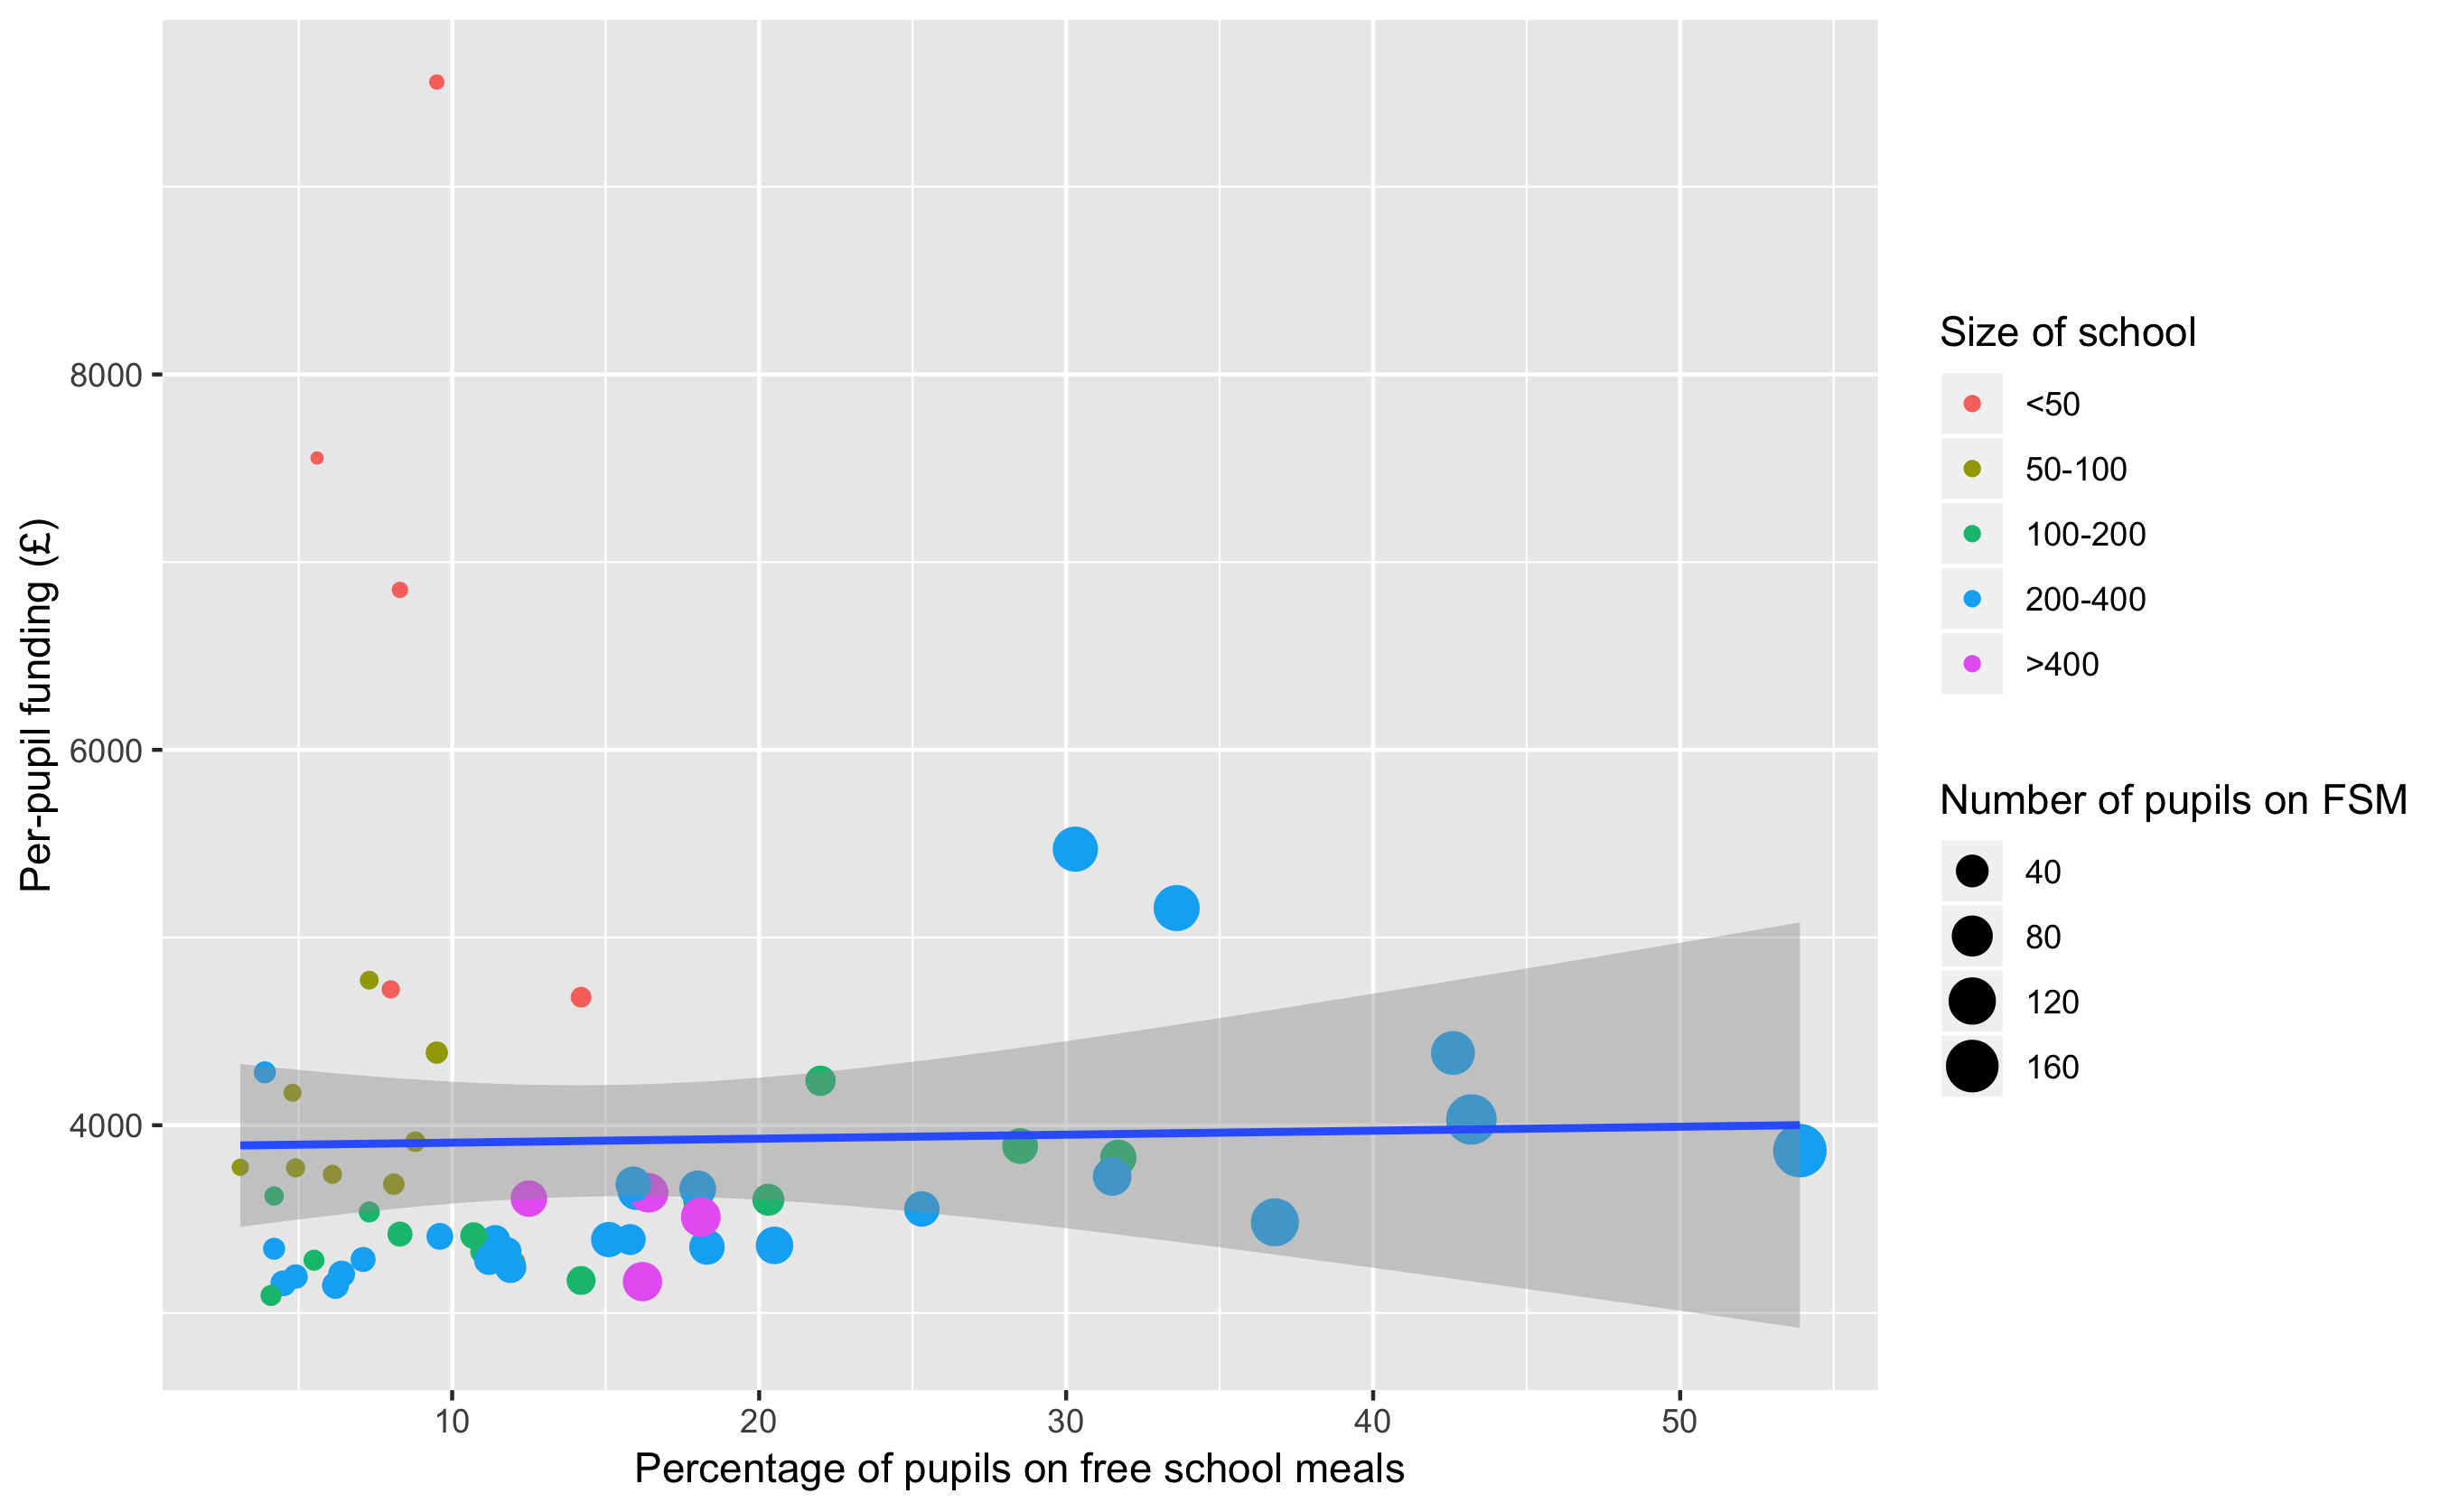 Per-pupil funding (£)
8000
6000
4000
10 20 30 40 50
Percentage of pupils on free school meals
Size of school
<50
50-100
100-200
200-400
>400
Number of pupils on FSM
40
80
120
160